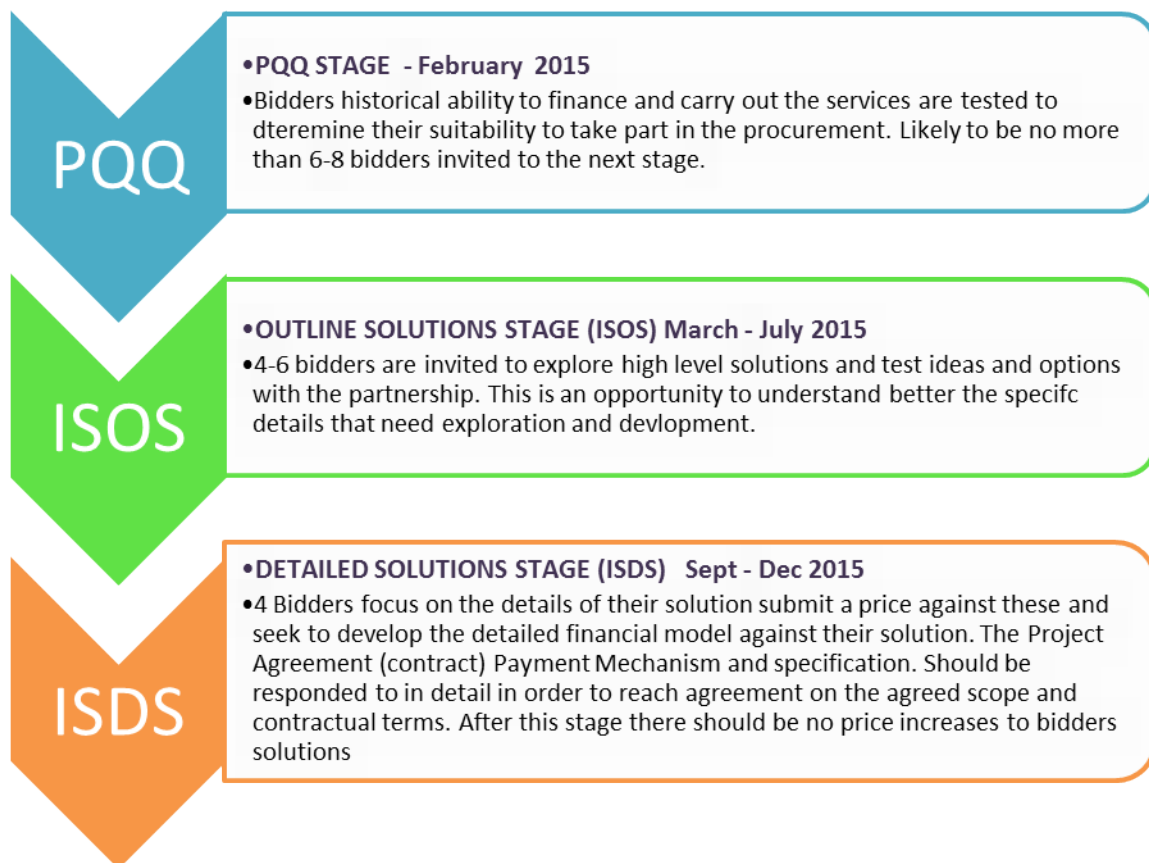 PQQ
•PQQ STAGE - February 2015
•Bidders historical ability to finance and carry out the services are tested to
dteremine their suitability to take part in the procurement. Likely to be no more
than 6-8 bidders invited to the next stage.
ISOS
•OUTLINE SOLUTIONS STAGE (ISOS) March - July 2015
•4-6 bidders are invited to explore high level solutions and test ideas and options
with the partnership. This is an opportunity to understand better the specifc
details that need exploration and devlopment.
ISDS
•DETAILED SOLUTIONS STAGE (ISDS) Sept - Dec 2015
•4 Bidders focus on the details of their solution submit a price against these and
seek to develop the detailed financial model against their solution. The Project
Agreement (contract) Payment Mechanism and specification. Should be
responded to in detail in order to reach agreement on the agreed scope and
contractual terms. After this stage there should be no price increases to bidders
solutions